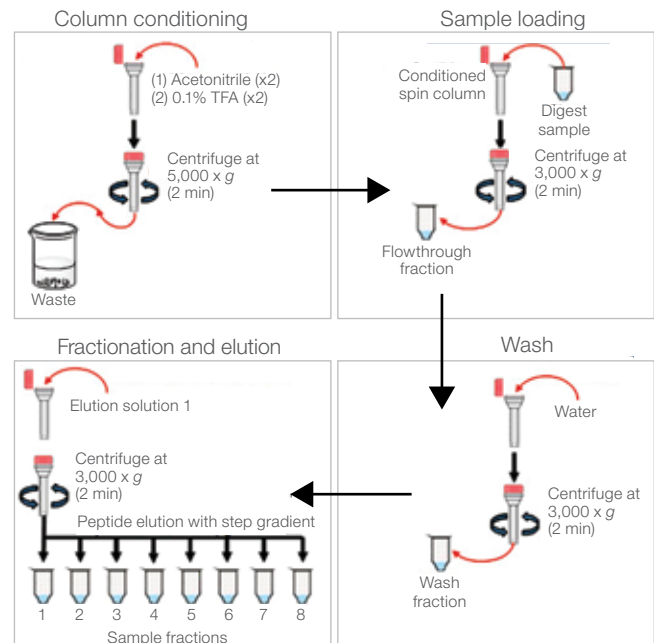 Column conditioning
(1) Acetonitrile (x2)
(2) 0.1% TFA (x2)
Centrifuge at
5,000 x g
(2 min)
Waste
Sample loading
Conditioned
spin column
Digest
sample
Centrifuge at
3,000 x g
(2 min)
Flowthrough
fraction
Wash
Water
Centrifuge at
3,000 x g
(2 min)
Wash
fraction
Fractionation and elution
Elution solution 1
Centrifuge at
3,000 x g
(2 min)
Peptide elution with step gradient
1 2 3 4 5 6 7 8
Sample fractions